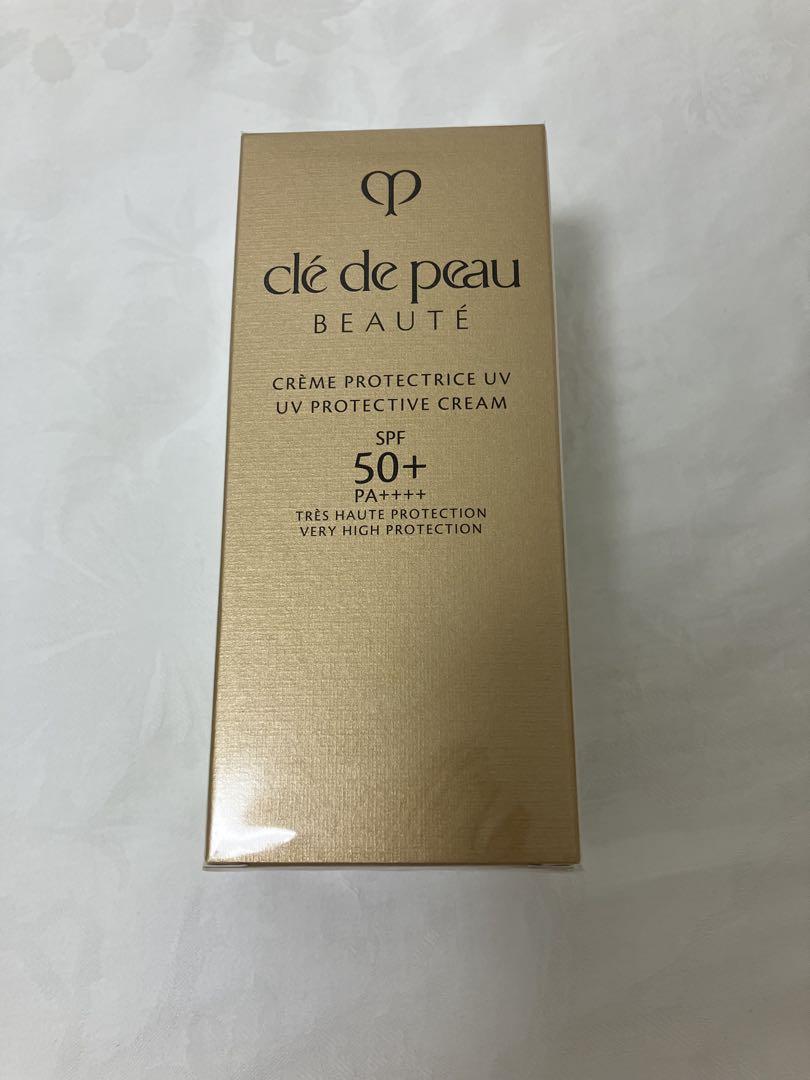 clé de peau
BEAUTÉ
CRÈME PROTECTRICE UV
UV PROTECTIVE CREAM
SPF
50+
PA++++
TRÈS HAUTE PROTECTION
VERY HIGH PROTECTION